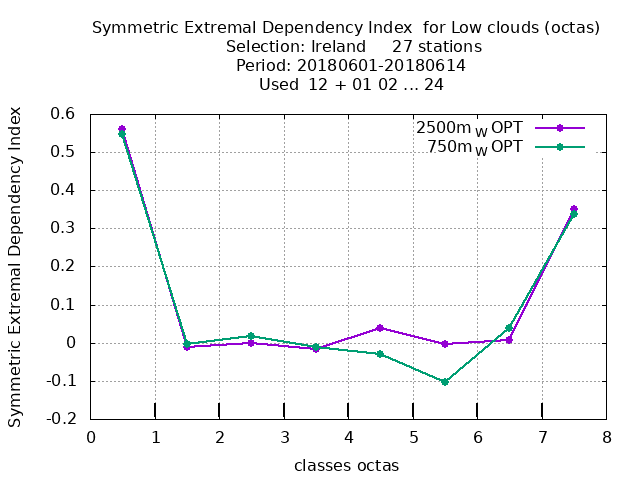 Symmetric Extremal Dependency Index  for Low clouds (octas)
Selection: Ireland     27 stations
Period: 20180601-20180614
Used  12 + 01 02 ... 24
Symmetric Extremal Dependency Index
0.6
0.5
0.4
0.3
0.2
0.1
0
-0.1
-0.2
2500m W OPT
750m W OPT
0 1 2 3 4 5 6 7 8
classes octas